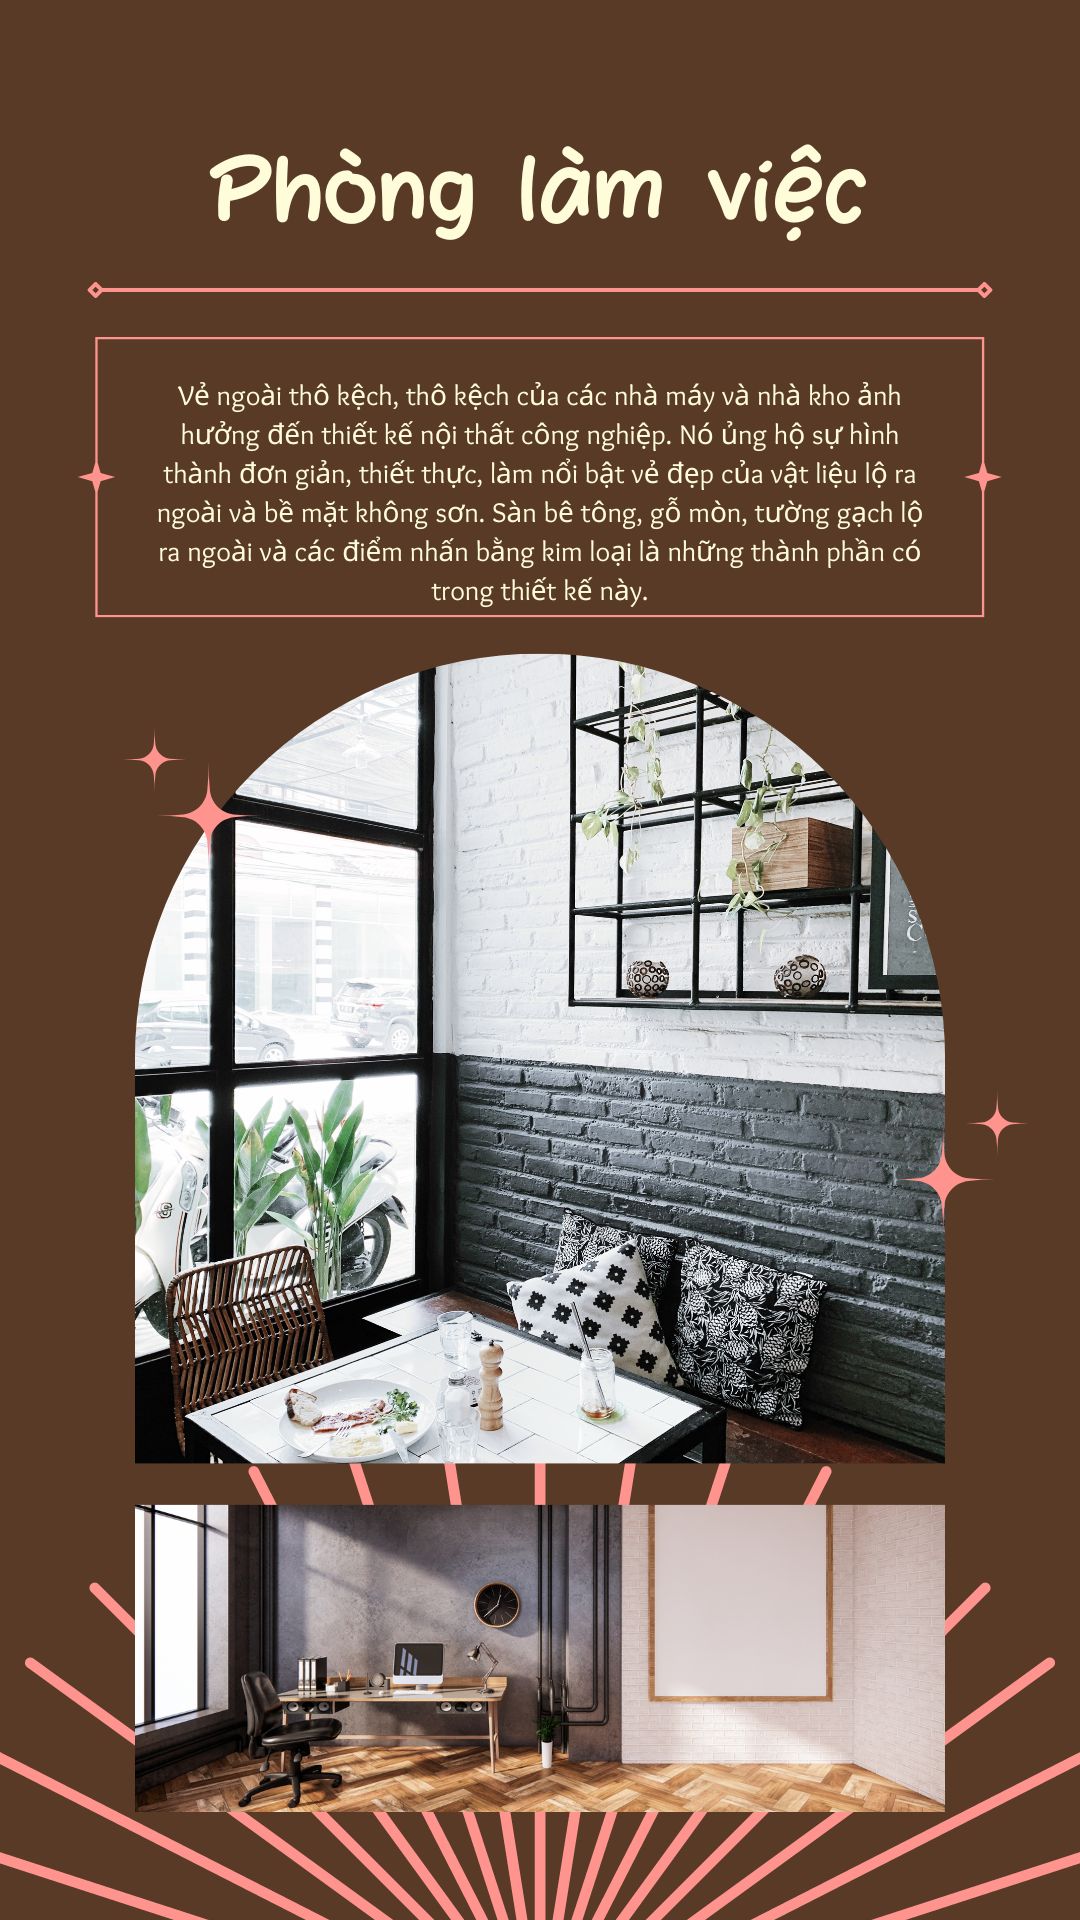 Phòng làm việc
Vẻ ngoài thô kệch, thô kệch của các nhà máy và nhà kho ảnh
hưởng đến thiết kế nội thất công nghiệp. Nó ủng hộ sự hình
thành đơn giản, thiết thực, làm nổi bật vẻ đẹp của vật liệu lộ ra
ngoài và bề mặt không sơn. Sàn bê tông, gỗ mòn, tường gạch lộ
ra ngoài và các điểm nhấn bằng kim loại là những thành phần có
trong thiết kế này.